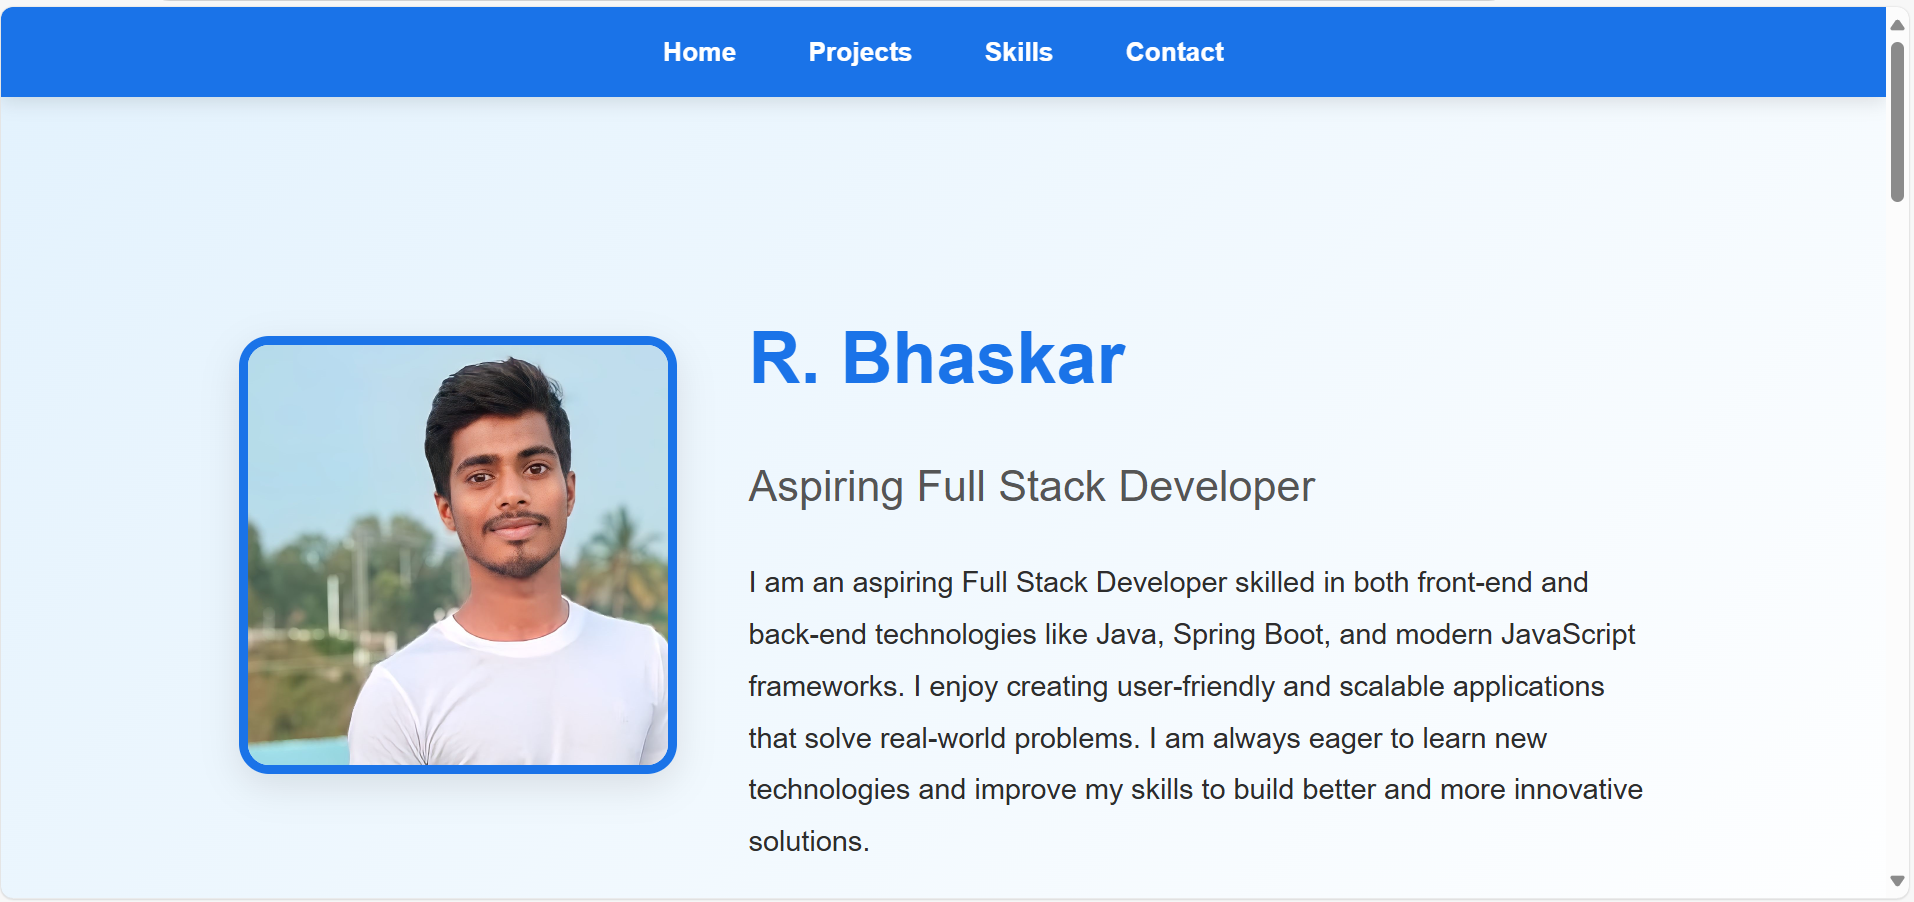 Home Projects Skills Contact
R. Bhaskar
Aspiring Full Stack Developer
I am an aspiring Full Stack Developer skilled in both front-end and
back-end technologies like Java, Spring Boot, and modern JavaScript
frameworks. I enjoy creating user-friendly and scalable applications
that solve real-world problems. I am always eager to learn new
technologies and improve my skills to build better and more innovative
solutions.